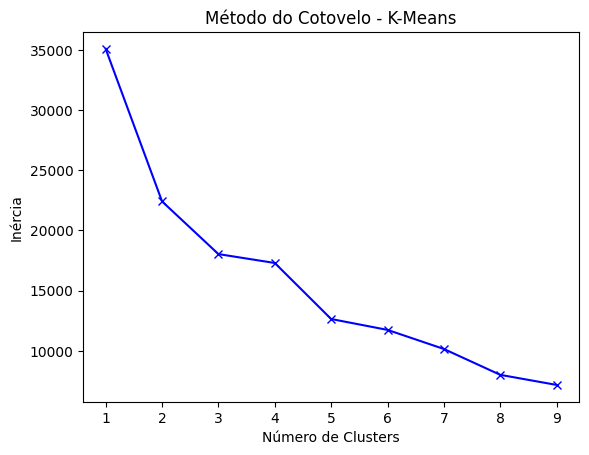 Método do Cotovelo - K-Means
35000
30000
25000
20000
15000
10000
Inércia
1 2 3 4 5 6 7 8 9
Número de Clusters